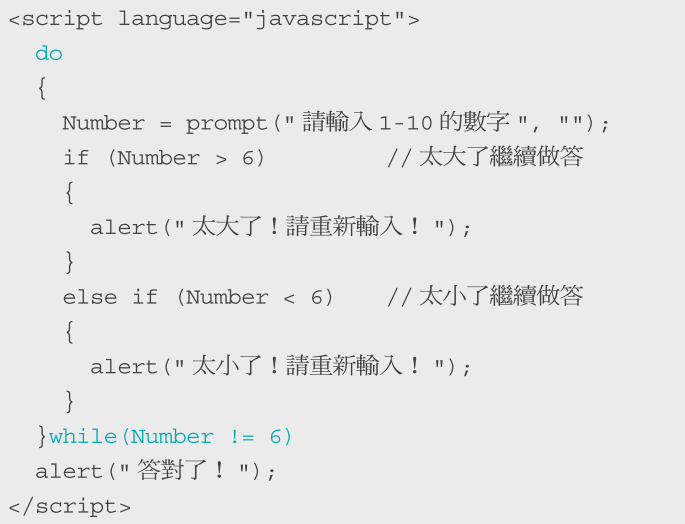 <script language="javascript">
do
{
Number = prompt("請輸入1-10的數字", "");
if (Number > 6) //太大了繼續做答
{
alert("太大了！請重新輸入！");
}
else if (Number < 6) //太小了繼續做答
{
alert("太小了！請重新輸入！");
}
}while(Number != 6)
alert("答對了！");
</script>